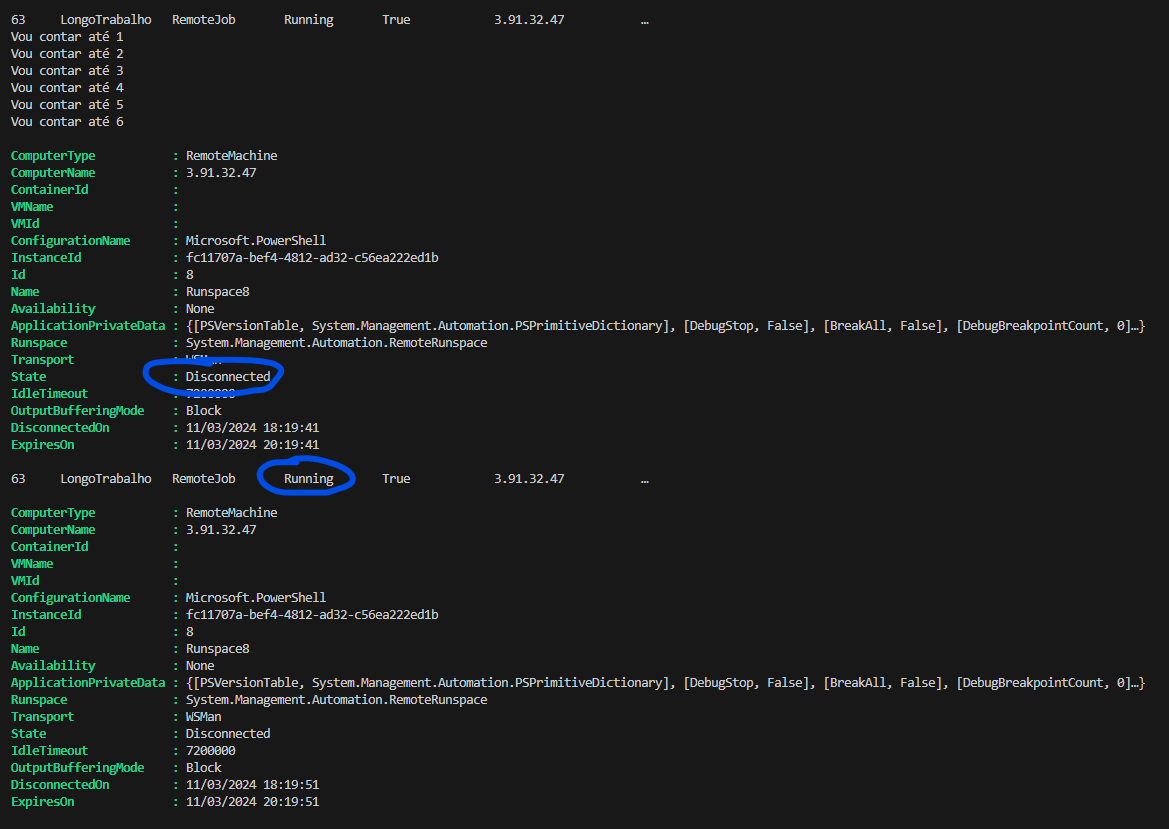 63 LongoTrabalho RemoteJob Running True 3.91.32.47 …
Vou contar até 1
Vou contar até 2
Vou contar até 3
Vou contar até 4
Vou contar até 5
Vou contar até 6
ComputerType : RemoteMachine
ComputerName : 3.91.32.47
ContainerId :
VMName :
VMId :
ConfigurationName : Microsoft.PowerShell
InstanceId : fc11707a-bef4-4812-ad32-c56ea222ed1b
Id : 8
Name : Runspace8
Availability : None
ApplicationPrivateData : {[PSVersionTable, System.Management.Automation.PSPrimitiveDictionary], [DebugStop, False], [BreakAll, False], [DebugBreakpointCount, 0]…}
Runspace : System.Management.Automation.RemoteRunspace
Transport : WSMan
State : Disconnected
IdleTimeout : 7200000
OutputBufferingMode : Block
DisconnectedOn : 11/03/2024 18:19:41
ExpiresOn : 11/03/2024 20:19:41
63 LongoTrabalho RemoteJob Running True 3.91.32.47 …
ComputerType : RemoteMachine
ComputerName : 3.91.32.47
ContainerId :
VMName :
VMId :
ConfigurationName : Microsoft.PowerShell
InstanceId : fc11707a-bef4-4812-ad32-c56ea222ed1b
Id : 8
Name : Runspace8
Availability : None
ApplicationPrivateData : {[PSVersionTable, System.Management.Automation.PSPrimitiveDictionary], [DebugStop, False], [BreakAll, False], [DebugBreakpointCount, 0]…}
Runspace : System.Management.Automation.RemoteRunspace
Transport : WSMan
State : Disconnected
IdleTimeout : 7200000
OutputBufferingMode : Block
DisconnectedOn : 11/03/2024 18:19:51
ExpiresOn : 11/03/2024 20:19:51